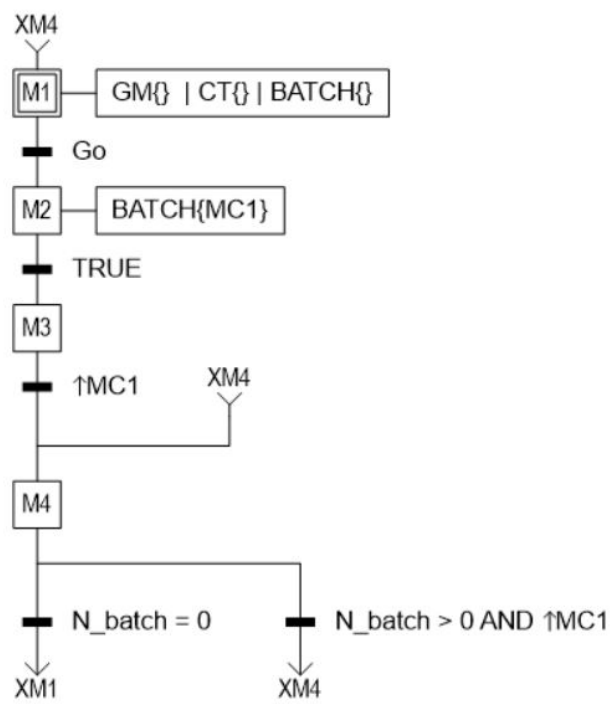 XM4
M1 GM{} | CT{} | BATCH{}
Go
M2 BATCH{MC1}
TRUE
M3
↑MC1 XM4
M4
N_batch = 0 N_batch > 0 AND ↑MC1
XM1 XM4